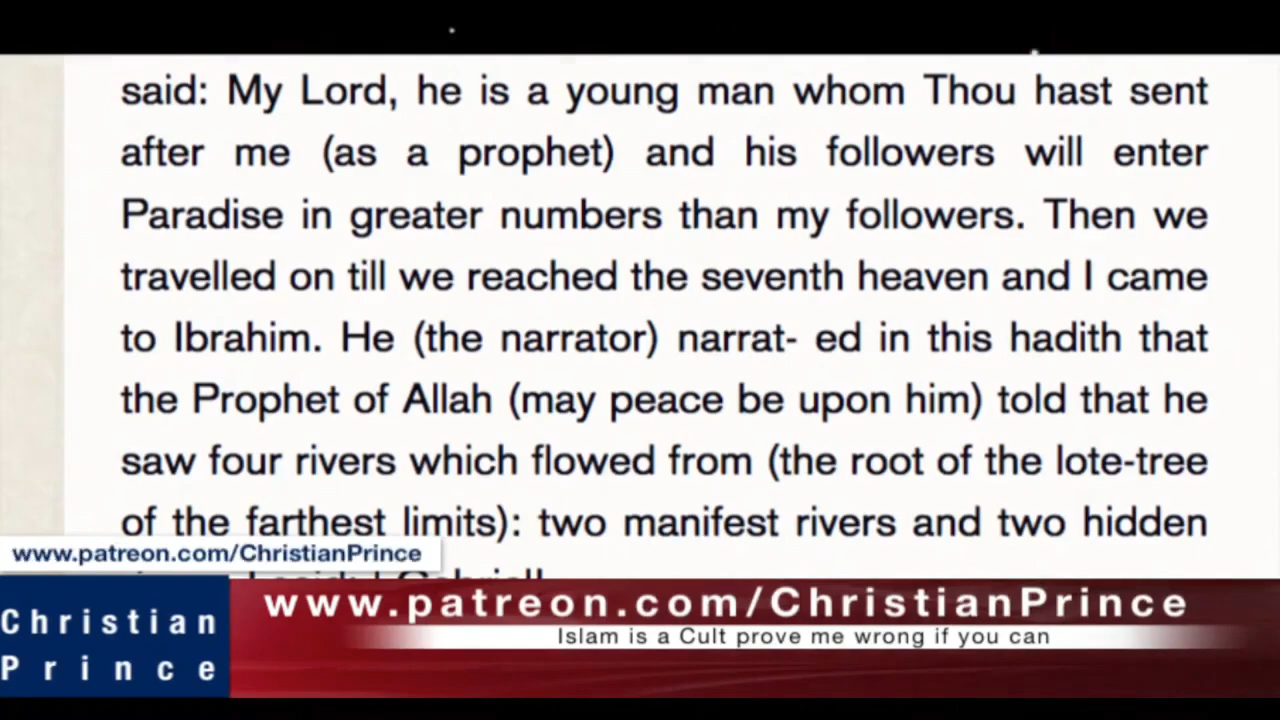 said: My Lord, he is a young man whom Thou hast sent
after me (as a prophet) and his followers will enter
Paradise in greater numbers than my followers. Then we
travelled on till we reached the seventh heaven and I came
to Ibrahim. He (the narrator) narrat- ed in this hadith that
the Prophet of Allah (may peace be upon him) told that he
saw four rivers which flowed from (the root of the lote-tree
of the farthest limits): two manifest rivers and two hidden
www.patreon.com/ChristianPrince
Christian
Prince
www.patreon.com/ChristianPrince
Islam is a Cult prove me wrong if you can